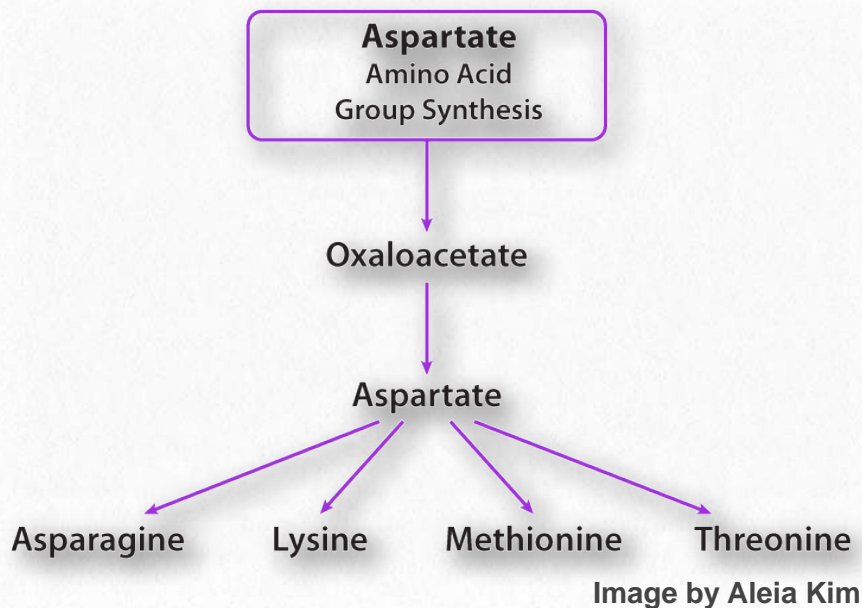 Aspartate
Amino Acid
Group Synthesis
Oxaloacetate
Aspartate
Asparagine Lysine Methionine Threonine
Image by Aleia Kim